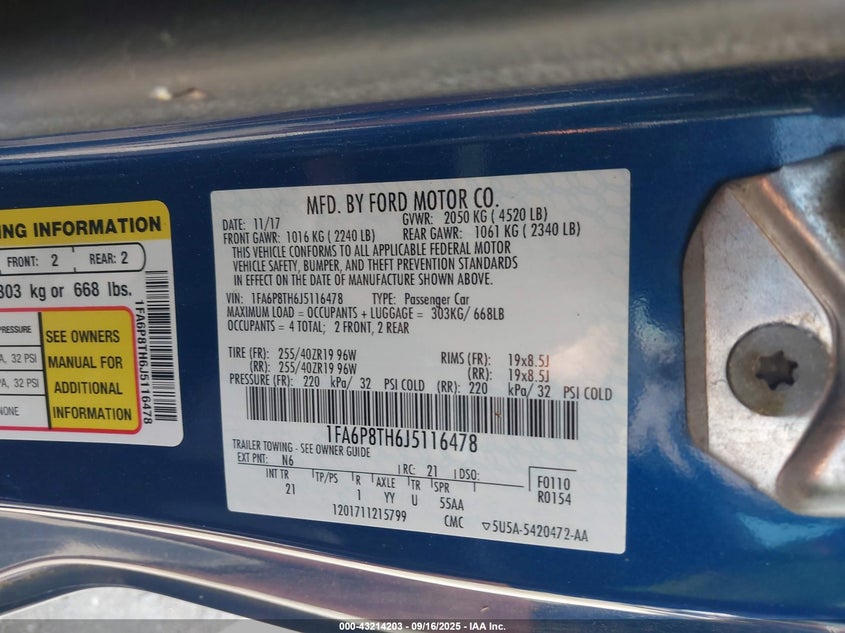 NG INFORMATION
FRONT: 2 REAR: 2
303 kg or 668 lbs.
PRESSURE
A, 32 PSI
A, 32 PSI
NONE
SEE OWNERS
MANUAL FOR
ADDITIONAL
INFORMATION
1FA6P8TH6J5116478
MFD. BY FORD MOTOR CO.
DATE: 11/17 GVWR: 2050 KG ( 4520 LB)
FRONT GAWR: 1016 KG ( 2240 LB) REAR GAWR: 1061 KG ( 2340 LB)
THIS VEHICLE CONFORMS TO ALL APPLICABLE FEDERAL MOTOR
VEHICLE SAFETY, BUMPER, AND THEFT PREVENTION STANDARDS
IN EFFECT ON THE DATE OF MANUFACTURE SHOWN ABOVE.
VIN: 1FA6P8TH6J5116478 TYPE: Passenger Car
MAXIMUM LOAD = OCCUPANTS + LUGGAGE = 303KG/ 668LB
OCCUPANTS = 4 TOTAL; 2 FRONT, 2 REAR
TIRE (FR): 255/40ZR19 96W RIMS (FR): 19x8.5J
(RR): 255/40ZR19 96W (RR): 19x8.5J
PRESSURE (FR): 220 kPa/ 32 PSI COLD (RR): 220 kPa/ 32 PSI COLD
1FA6P8TH6J5116478
TRAILER TOWING - SEE OWNER GUIDE
EXT PNT: N6 RC: 21 DSO: F0110
INT TR TP/PS R AXLE TR SPR R0154
21 1 YY U 55AA
1201711215799 CMC ▽5U5A-5420472-AA
000-43214203 - 09/16/2025 - IAA Inc.